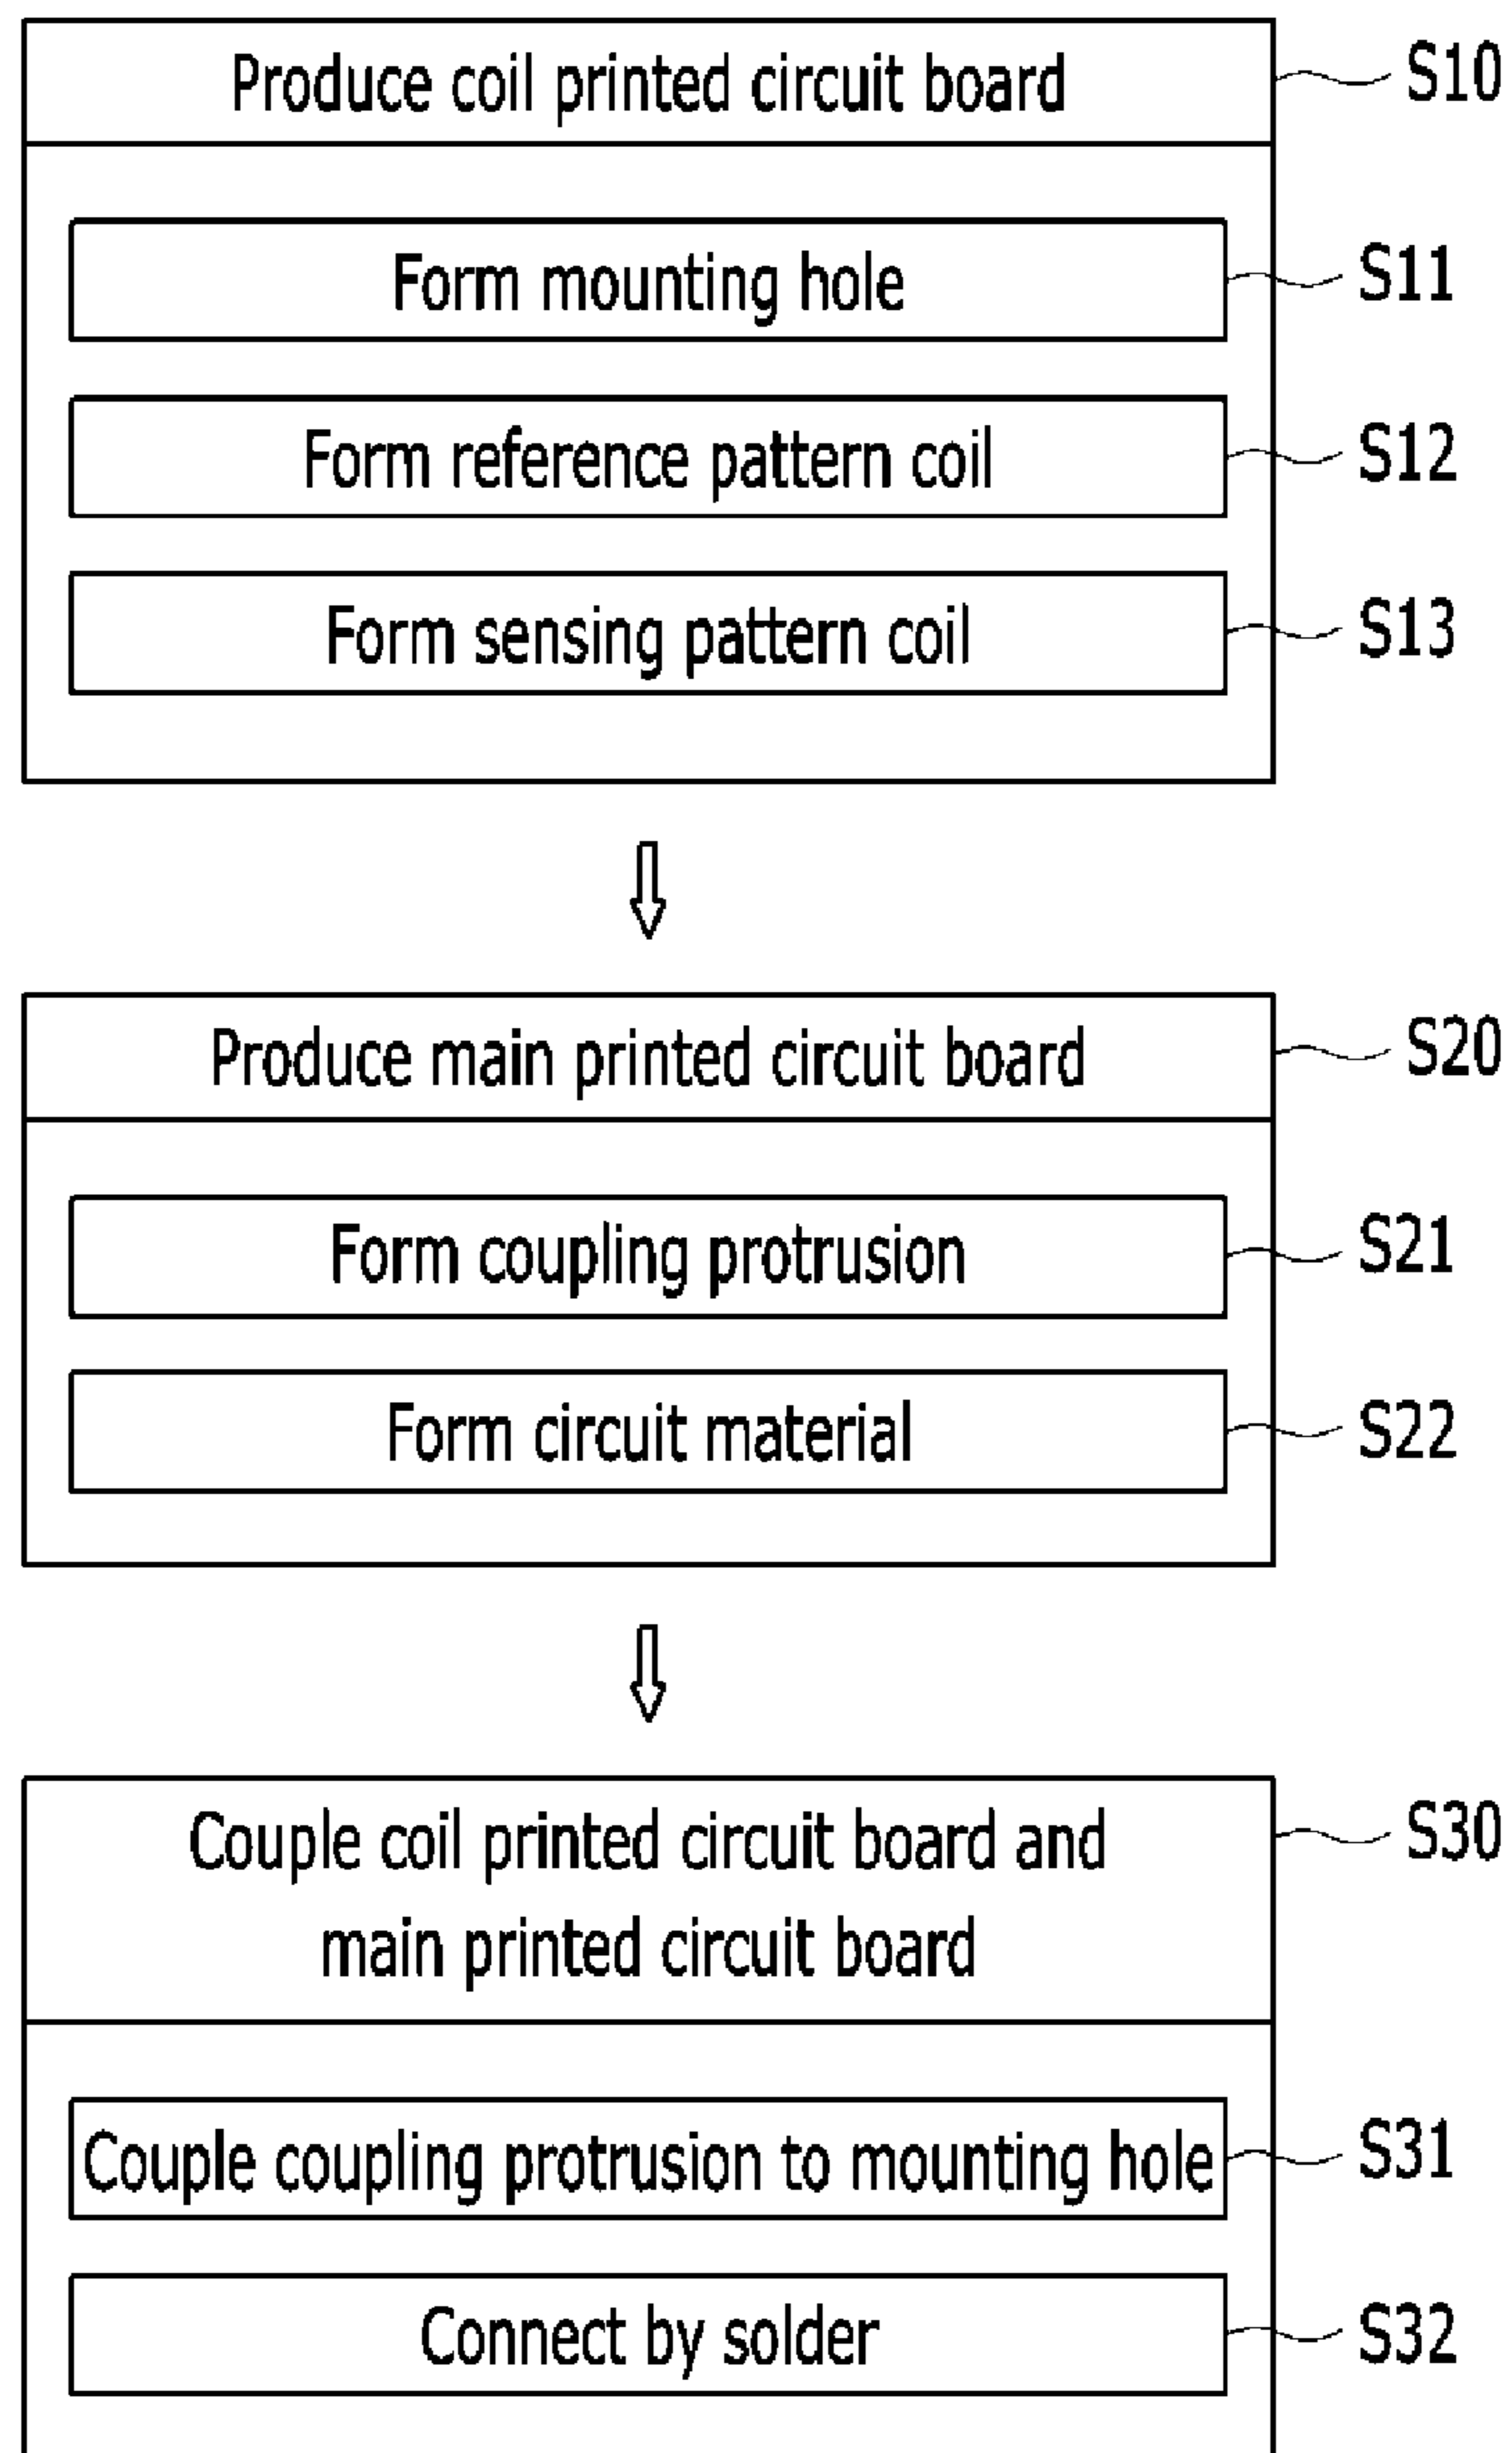 Produce coil printed circuit board S10
Form mounting hole S11
Form reference pattern coil S12
Form sensing pattern coil S13
Produce main printed circuit board S20
Form coupling protrusion S21
Form circuit material S22
Couple coil printed circuit board and S30
main printed circuit board
Couple coupling protrusion to mounting hole S31
Connect by solder S32